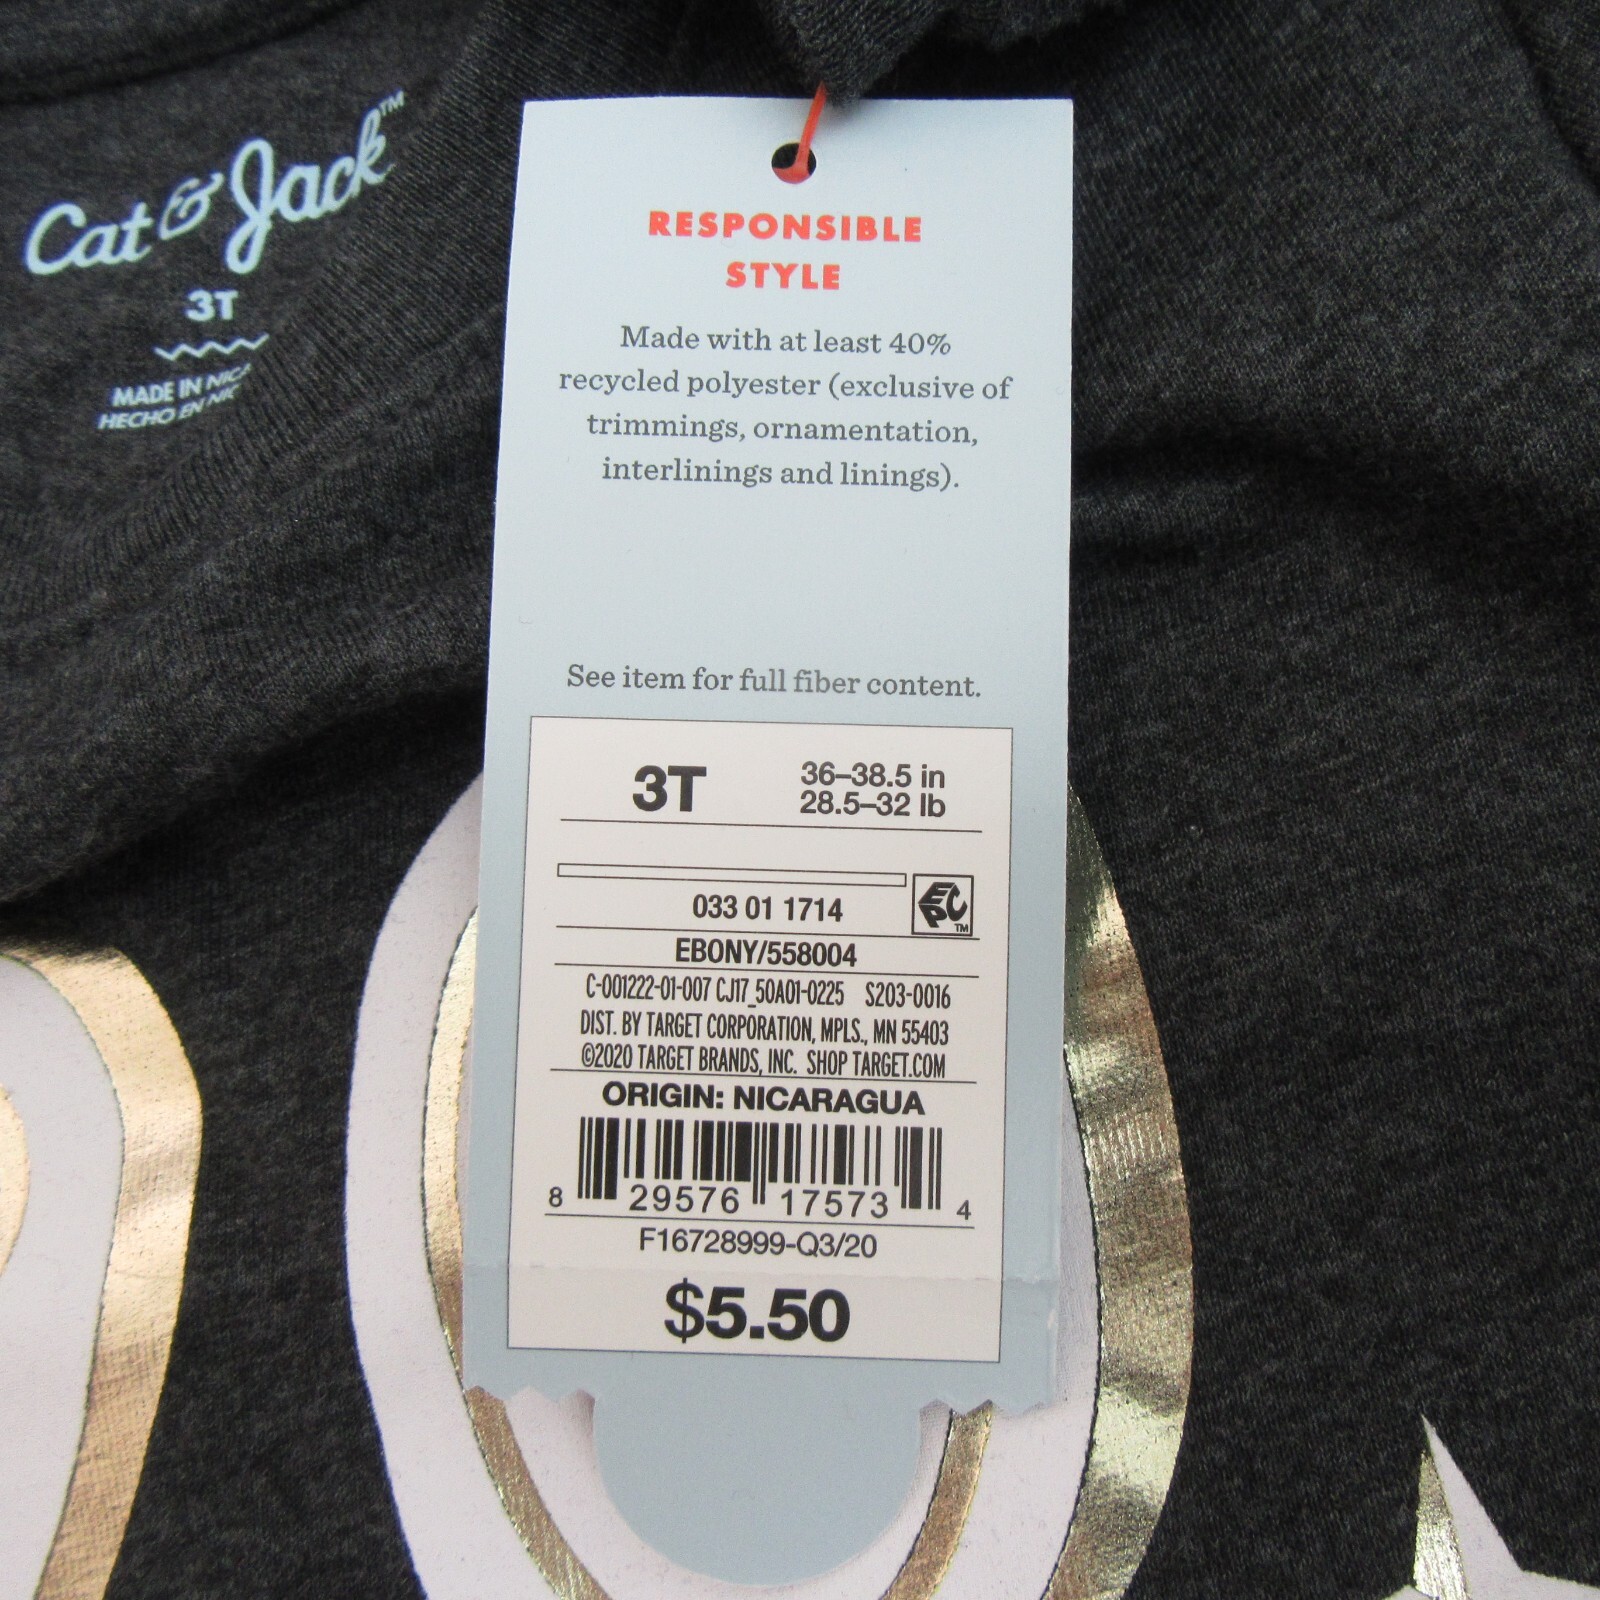 Cat & Jack™
3T
MADE IN
HECHO EN
RESPONSIBLE
STYLE
Made with at least 40%
recycled polyester (exclusive of
trimmings, ornamentation,
interlinings and linings).
See item for full fiber content.
3T 36–38.5 in
28.5–32 lb
033 01 1714 EPC™
EBONY/558004
C-001222-01-007 CJ17_50A01-0225 S203-0016
DIST. BY TARGET CORPORATION, MPLS., MN 55403
©2020 TARGET BRANDS, INC. SHOP TARGET.COM
ORIGIN: NICARAGUA
8 29576 17573 4
F16728999-Q3/20
$5.50